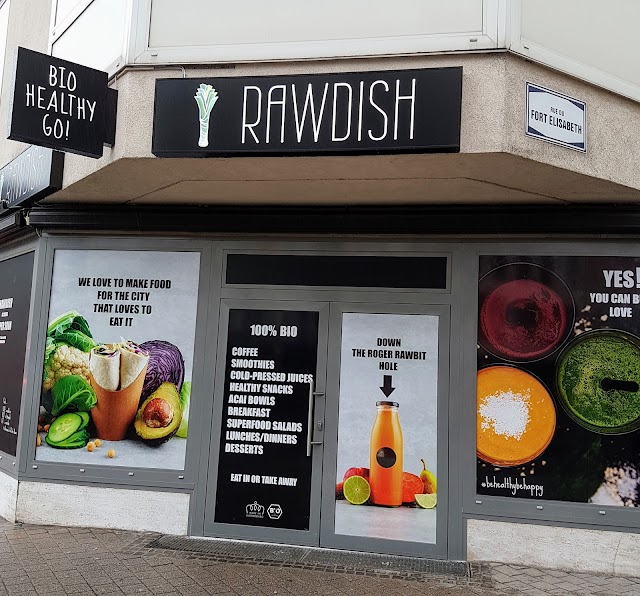 BIO
HEALTHY
GO!
RAWDISH
RUE DU
FORT ELISABETH
RAWDISH
WE LOVE TO MAKE FOOD
FOR THE CITY
THAT LOVES TO
EAT IT
100% BIO
COFFEE
SMOOTHIES
COLD-PRESSED JUICES
HEALTHY SNACKS
ACAI BOWLS
BREAKFAST
SUPERFOOD SALADS
LUNCHES/DINNERS
DESSERTS
EAT IN OR TAKE AWAY
BIO
DOWN
THE ROGER RAWBIT
HOLE
YES!
YOU CAN B
LOVE
@behealthybehappy